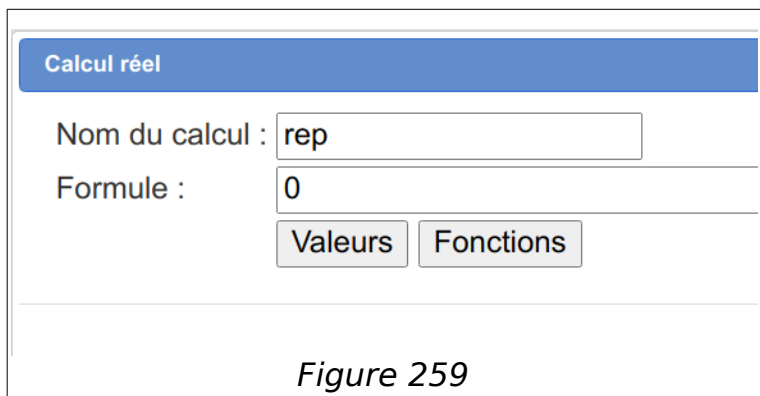 Calcul réel
Nom du calcul : rep
Formule : 0
Valeurs Fonctions
Figure 259